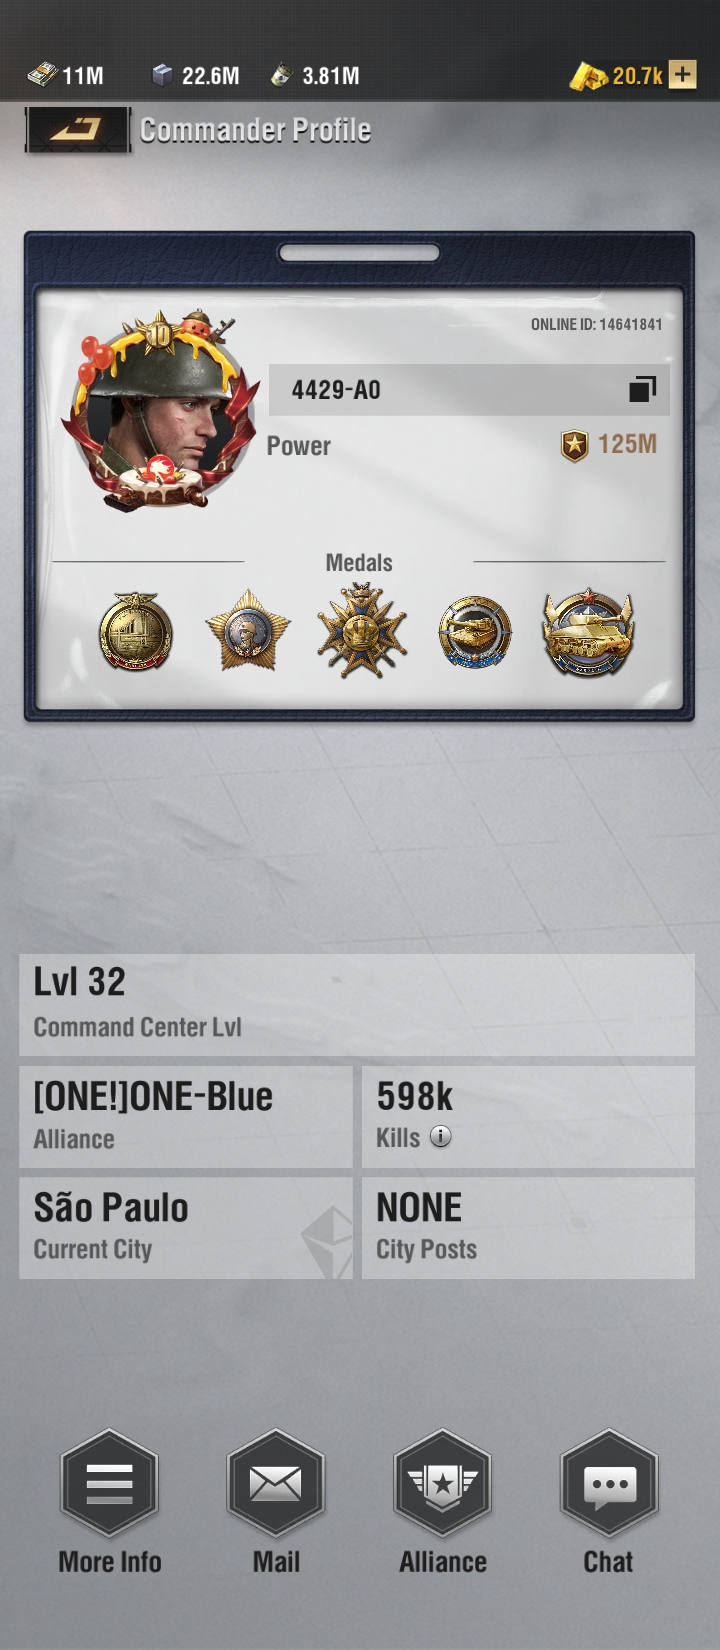 11M 22.6M 3.81M 20.7k
Commander Profile
ONLINE ID: 14641841
4429-A0
Power 125M
Medals
Lvl 32
Command Center Lvl
[ONE!]ONE-Blue
Alliance
598k
Kills
São Paulo
Current City
NONE
City Posts
More Info Mail Alliance Chat